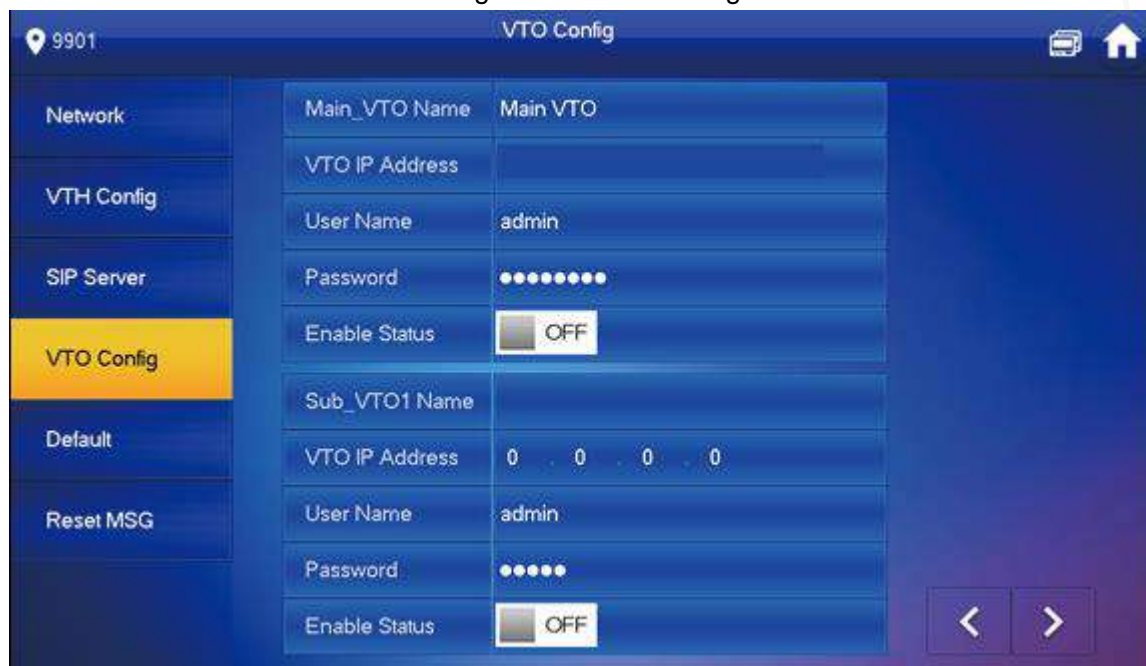 9901
VTO Config
Network
VTH Config
SIP Server
VTO Config
Default
Reset MSG
Main_VTO Name Main VTO
VTO IP Address
User Name admin
Password ●●●●●●●●
Enable Status OFF
Sub_VTO1 Name
VTO IP Address 0 . 0 . 0 . 0
User Name admin
Password ●●●●●
Enable Status OFF